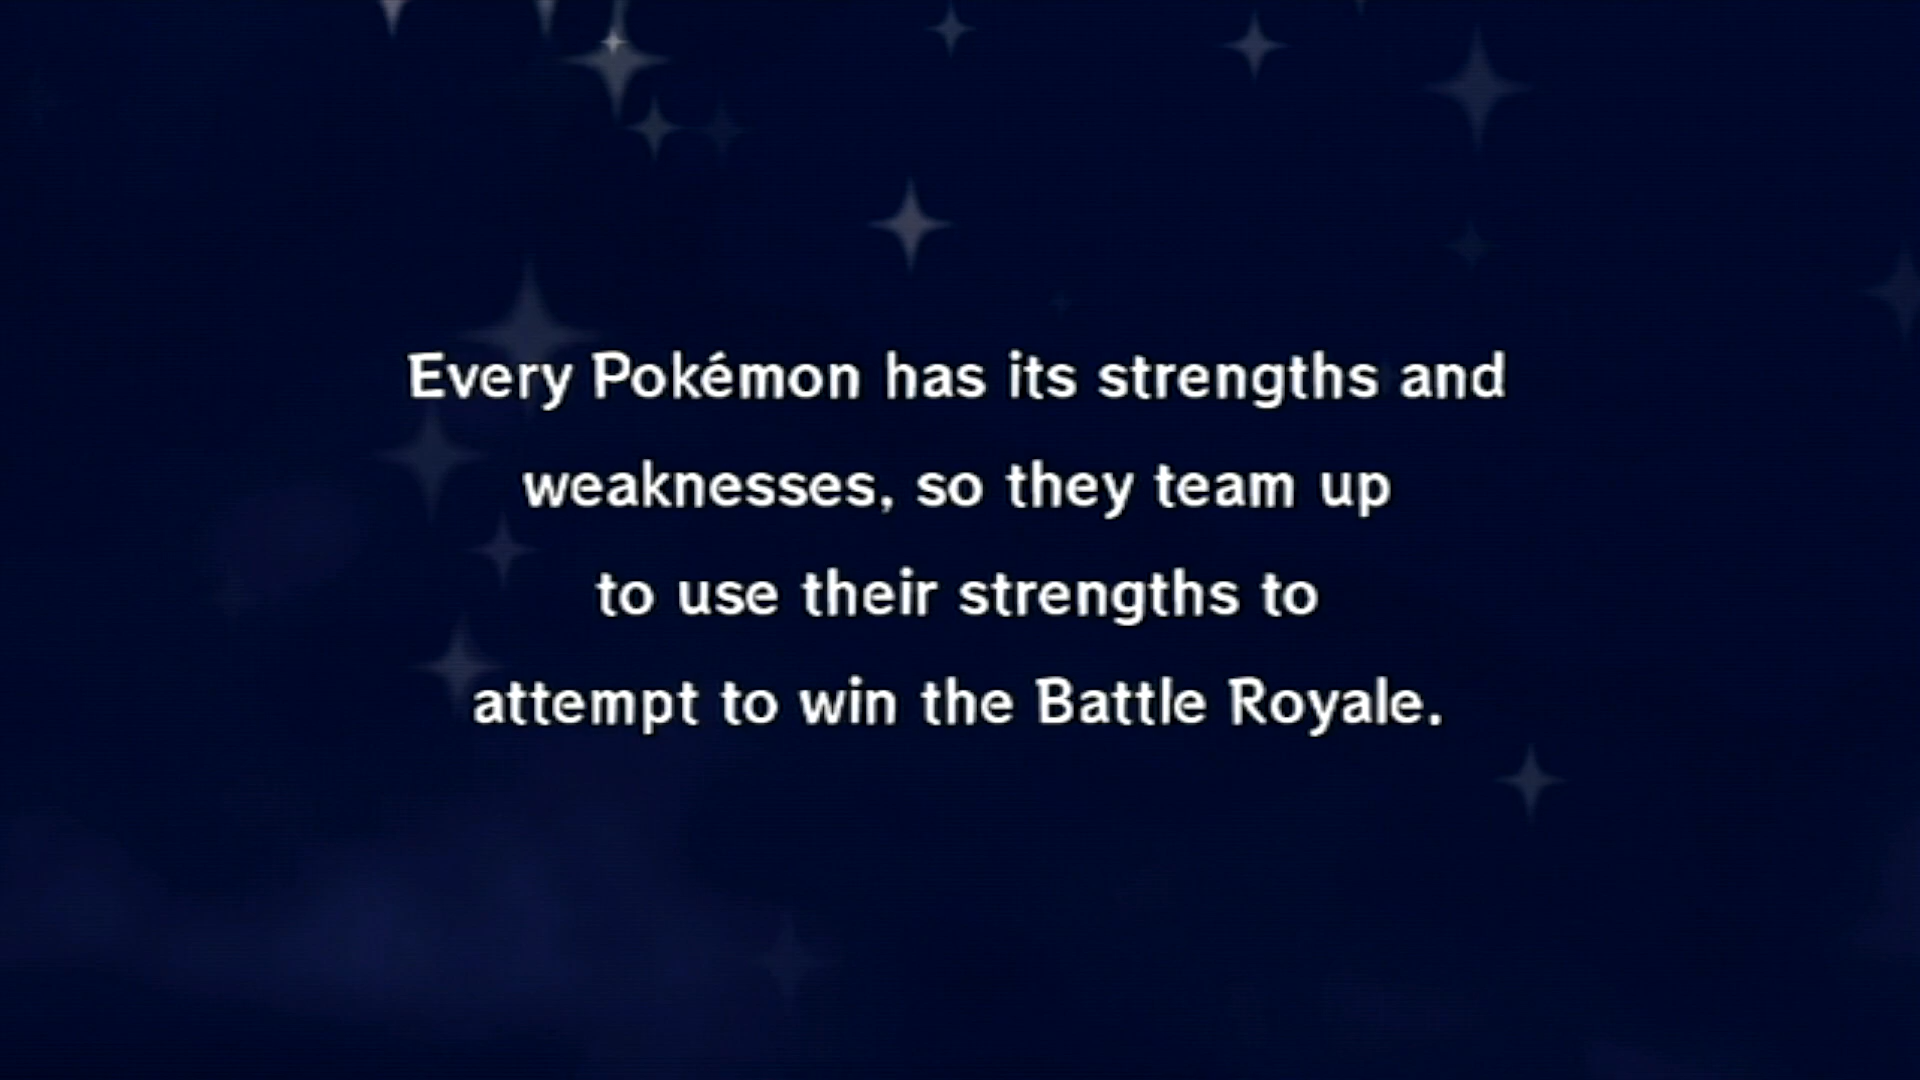 Every Pokémon has its strengths and
weaknesses, so they team up
to use their strengths to
attempt to win the Battle Royale.